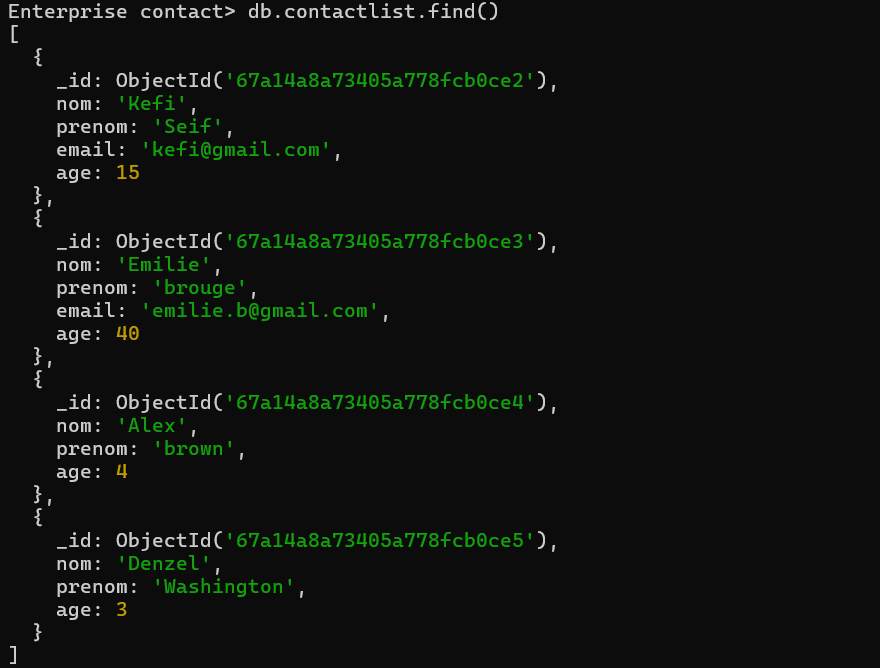 Enterprise contact> db.contactlist.find()
[
  {
    _id: ObjectId('67a14a8a73405a778fcb0ce2'),
    nom: 'Kefi',
    prenom: 'Seif',
    email: 'kefi@gmail.com',
    age: 15
  },
  {
    _id: ObjectId('67a14a8a73405a778fcb0ce3'),
    nom: 'Emilie',
    prenom: 'brouge',
    email: 'emilie.b@gmail.com',
    age: 40
  },
  {
    _id: ObjectId('67a14a8a73405a778fcb0ce4'),
    nom: 'Alex',
    prenom: 'brown',
    age: 4
  },
  {
    _id: ObjectId('67a14a8a73405a778fcb0ce5'),
    nom: 'Denzel',
    prenom: 'Washington',
    age: 3
  }
]